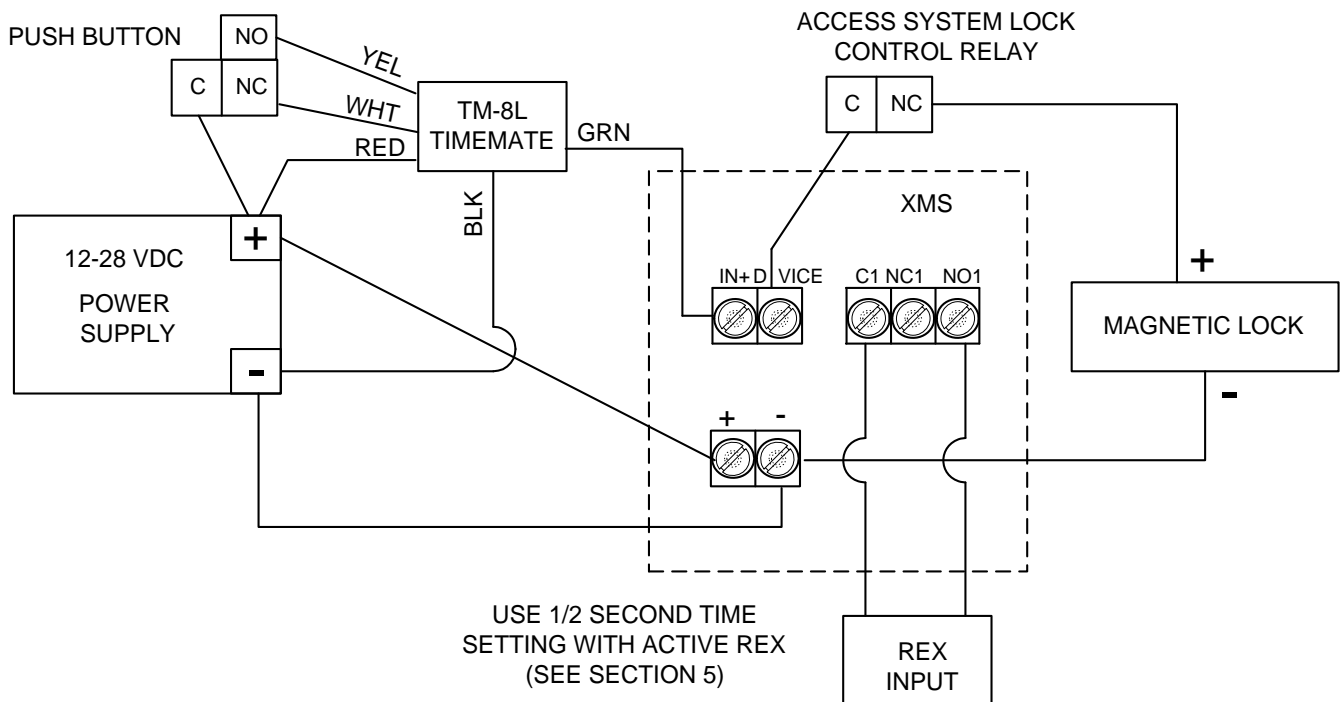 PUSH BUTTON
NO
C NC
YEL
WHT
RED
TM-8L
TIMEMATE
GRN
BLK
ACCESS SYSTEM LOCK
CONTROL RELAY
C NC
12-28 VDC
POWER
SUPPLY
+
-
XMS
IN+ D VICE
C1 NC1 NO1
+ -
+
MAGNETIC LOCK
-
USE 1/2 SECOND TIME
SETTING WITH ACTIVE REX
(SEE SECTION 5)
REX
INPUT